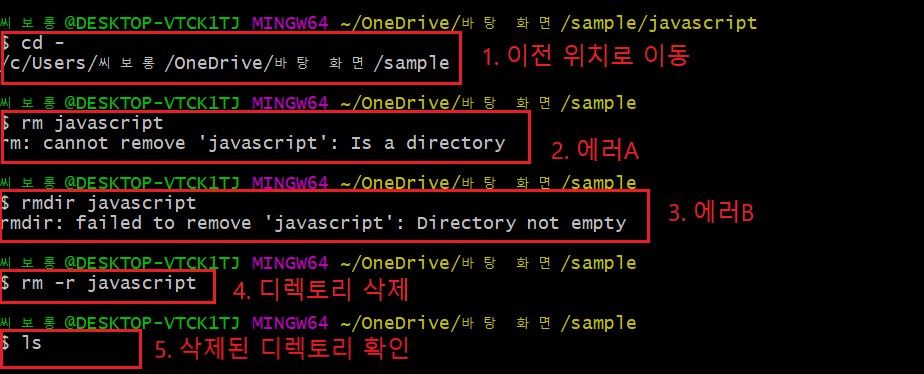 씨보롱@DESKTOP-VTCK1TJ MINGW64 ~/OneDrive/바탕 화면/sample/javascript
$ cd -
/c/Users/씨보롱/OneDrive/바탕 화면/sample
1. 이전 위치로 이동
씨보롱@DESKTOP-VTCK1TJ MINGW64 ~/OneDrive/바탕 화면/sample
$ rm javascript
rm: cannot remove 'javascript': Is a directory
2. 에러A
씨보롱@DESKTOP-VTCK1TJ MINGW64 ~/OneDrive/바탕 화면/sample
$ rmdir javascript
rmdir: failed to remove 'javascript': Directory not empty
3. 에러B
씨보롱@DESKTOP-VTCK1TJ MINGW64 ~/OneDrive/바탕 화면/sample
$ rm -r javascript
4. 디렉토리 삭제
씨보롱@DESKTOP-VTCK1TJ MINGW64 ~/OneDrive/바탕 화면/sample
$ ls
5. 삭제된 디렉토리 확인